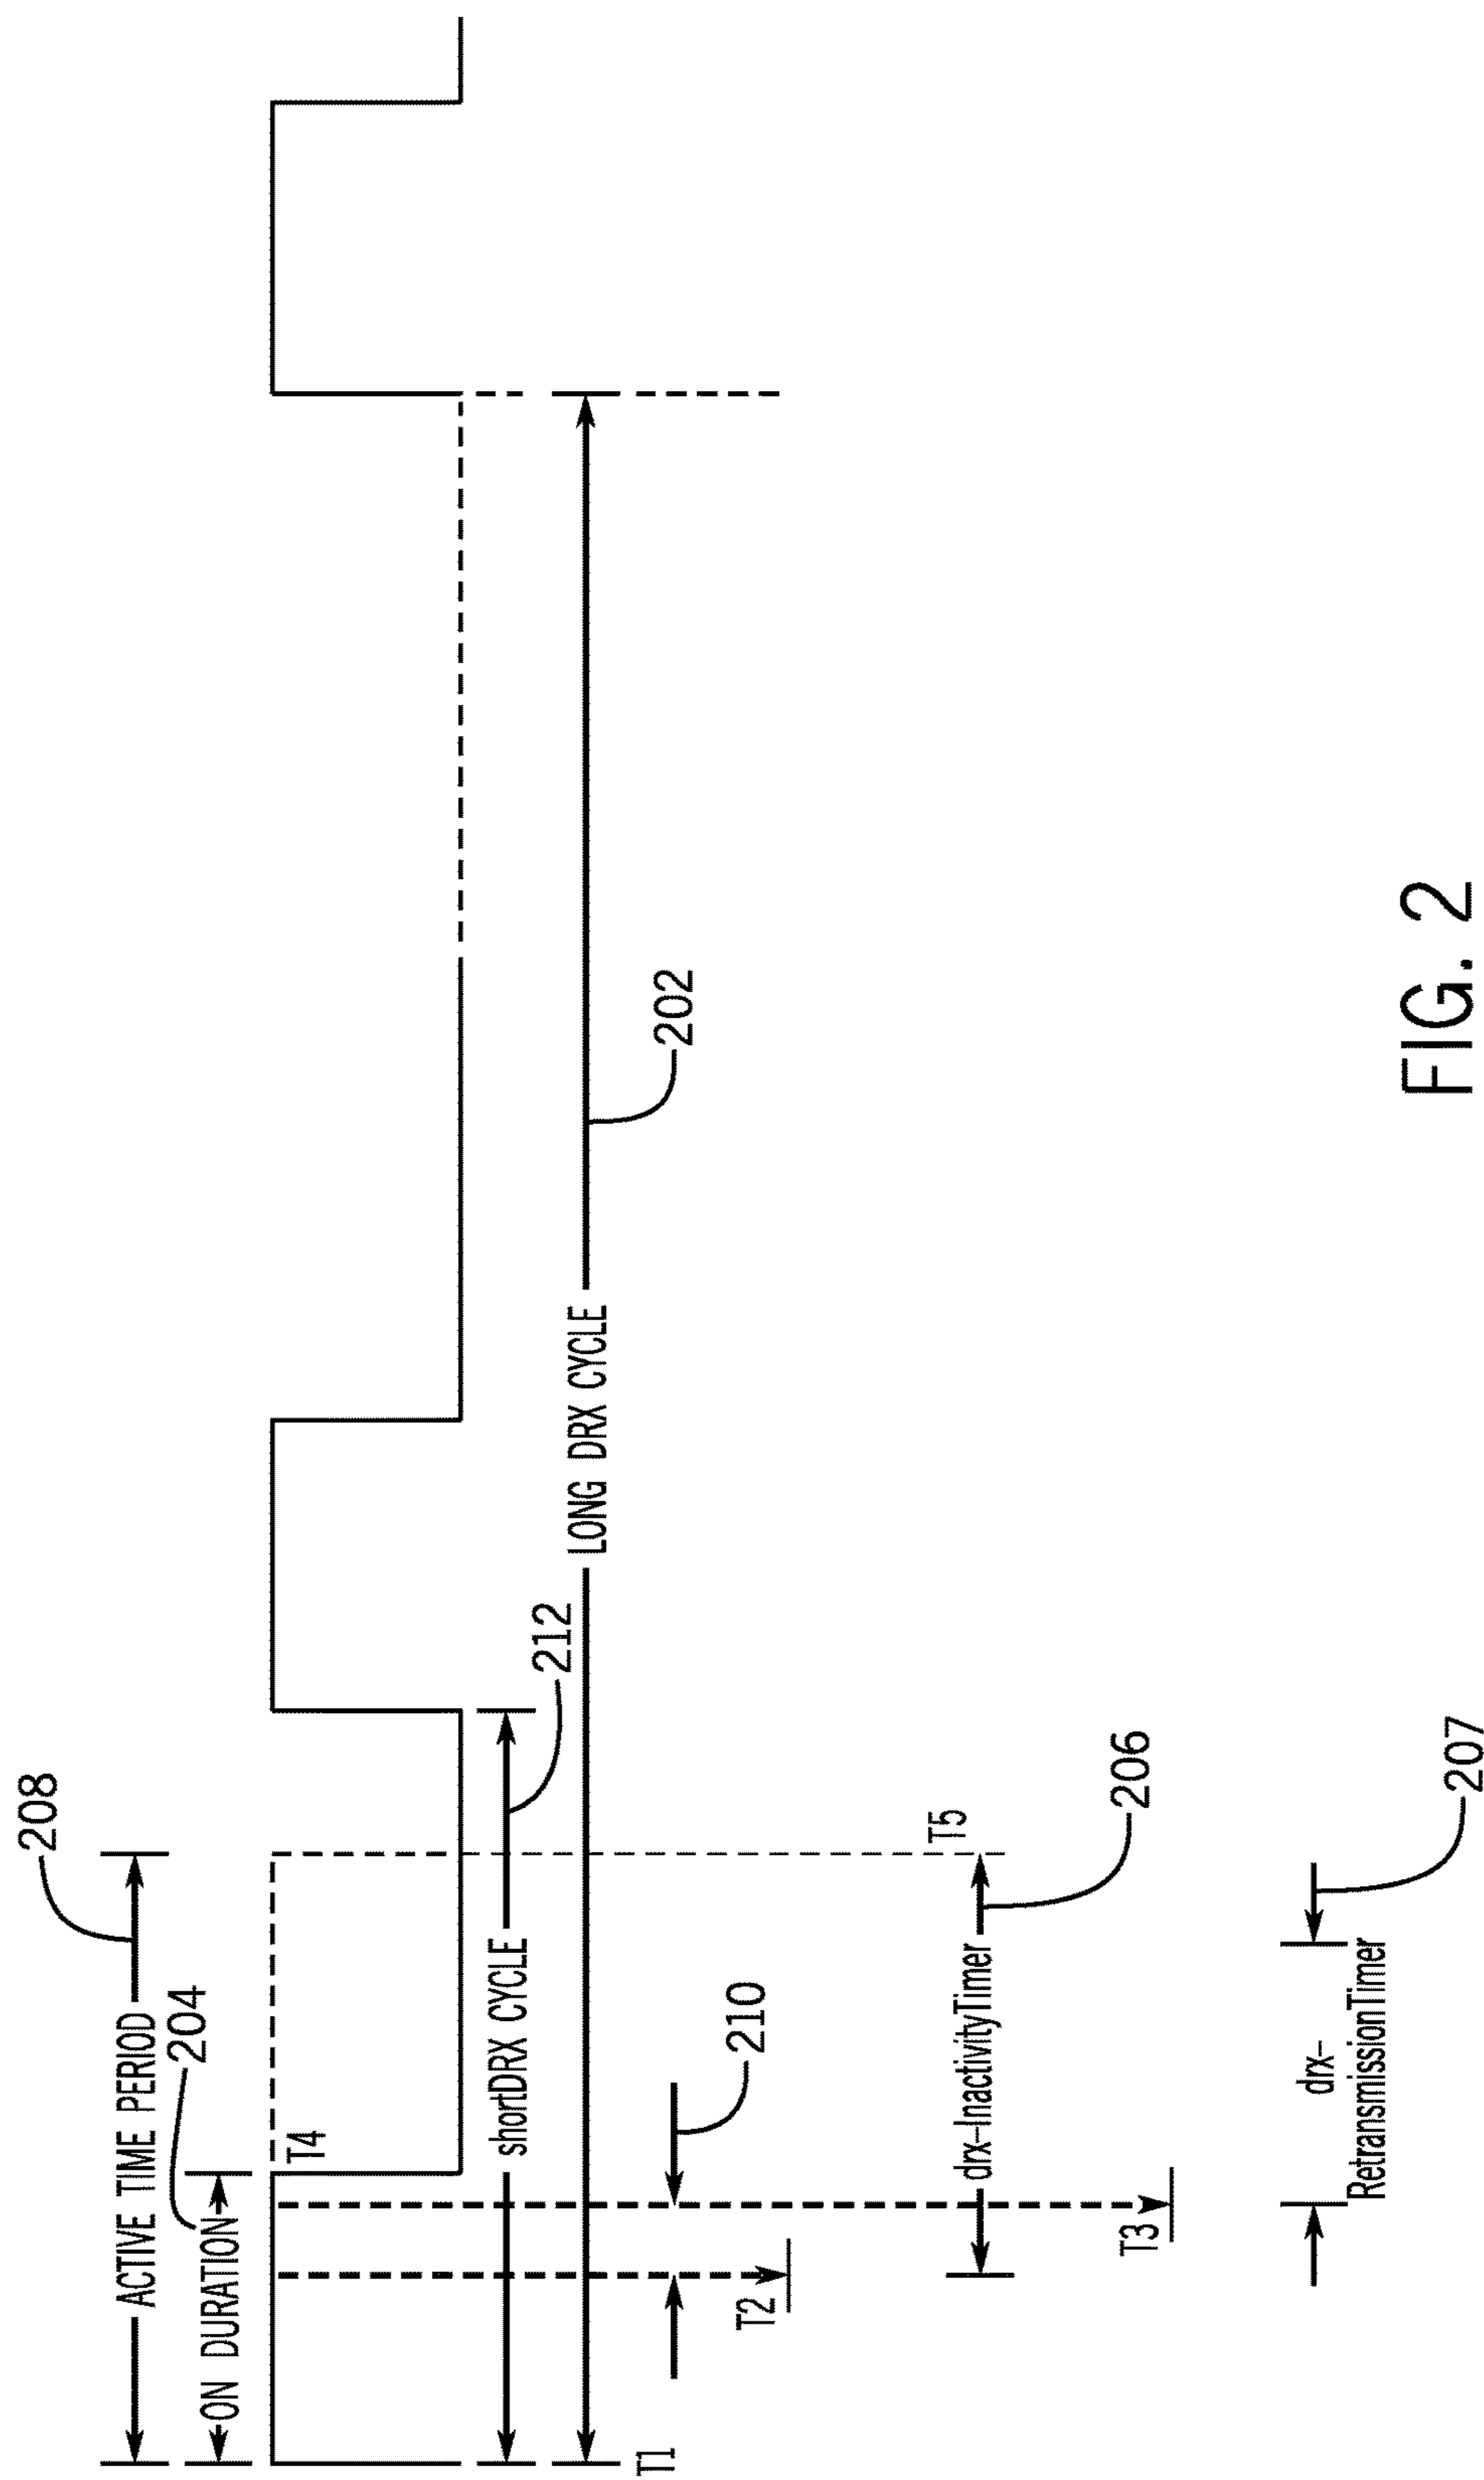 208
ACTIVE TIME PERIOD
204
ON DURATION
T4
shortDRX CYCLE
212
LONG DRX CYCLE
202
T1
210
T2
T5
drx-InactivityTimer
206
T3
drx-
RetransmissionTimer
207
FIG. 2